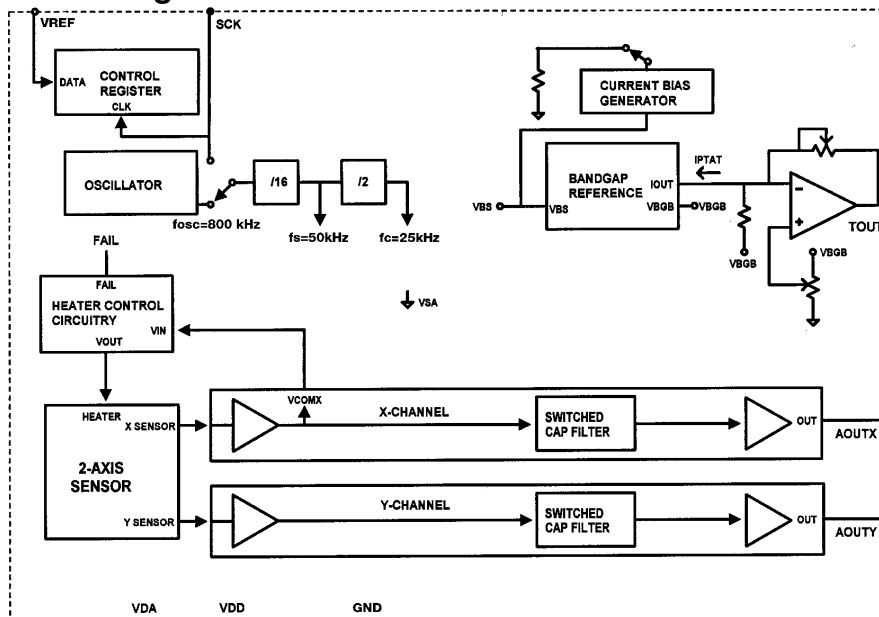 g
VREF
SCK
DATA
CONTROL
REGISTER
CLK
OSCILLATOR
/16
/2
fosc=800 kHz
fs=50kHz
fc=25kHz
CURRENT BIAS
GENERATOR
BANDGAP
REFERENCE
IPTAT
IOUT
VBS
VBS
VBGB
VBGB
VBGB
VBGB
-
+
TOUT
FAIL
FAIL
HEATER CONTROL
CIRCUITRY
VIN
VOUT
VSA
HEATER
X SENSOR
2-AXIS
SENSOR
Y SENSOR
VCOMX
X-CHANNEL
SWITCHED
CAP FILTER
OUT
AOUTX
Y-CHANNEL
SWITCHED
CAP FILTER
OUT
AOUTY
VDA
VDD
GND